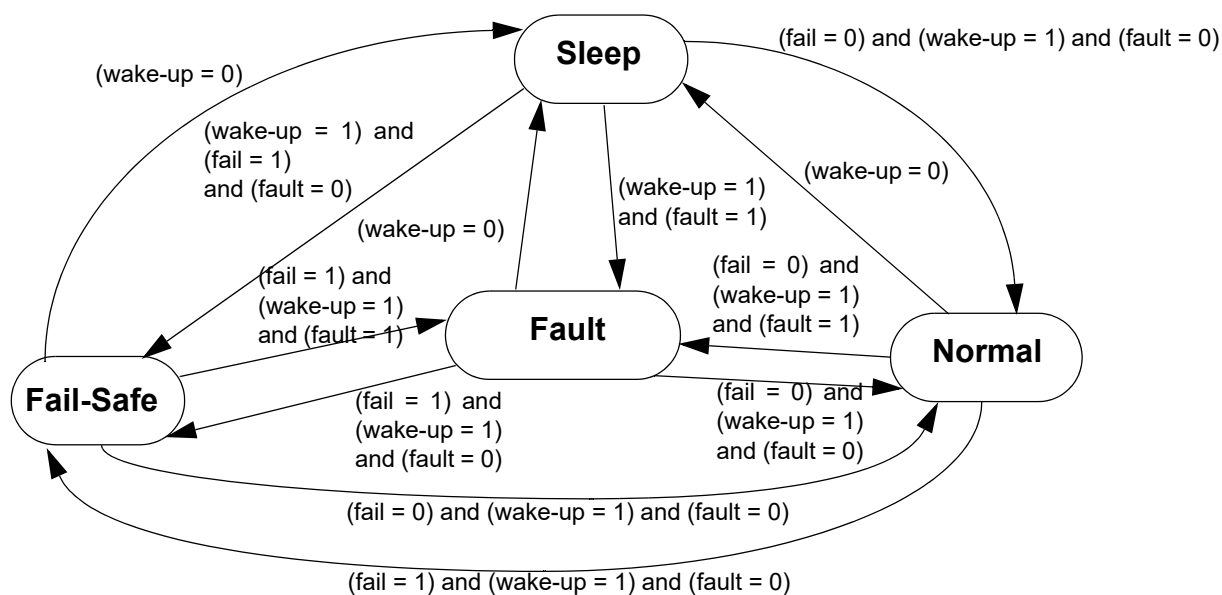 Sleep
(fail = 0) and (wake-up = 1) and (fault = 0)
(wake-up = 0)
(wake-up = 1) and
(fail = 1)
and (fault = 0)
(wake-up = 1)
and (fault = 1)
(wake-up = 0)
(wake-up = 0)
(fail = 1) and
(wake-up = 1)
and (fault = 1)
(fail = 0) and
(wake-up = 1)
and (fault = 1)
Fault
Normal
Fail-Safe
(fail = 1) and
(wake-up = 1)
and (fault = 0)
(fail = 0) and
(wake-up = 1)
and (fault = 0)
(fail = 0) and (wake-up = 1) and (fault = 0)
(fail = 1) and (wake-up = 1) and (fault = 0)